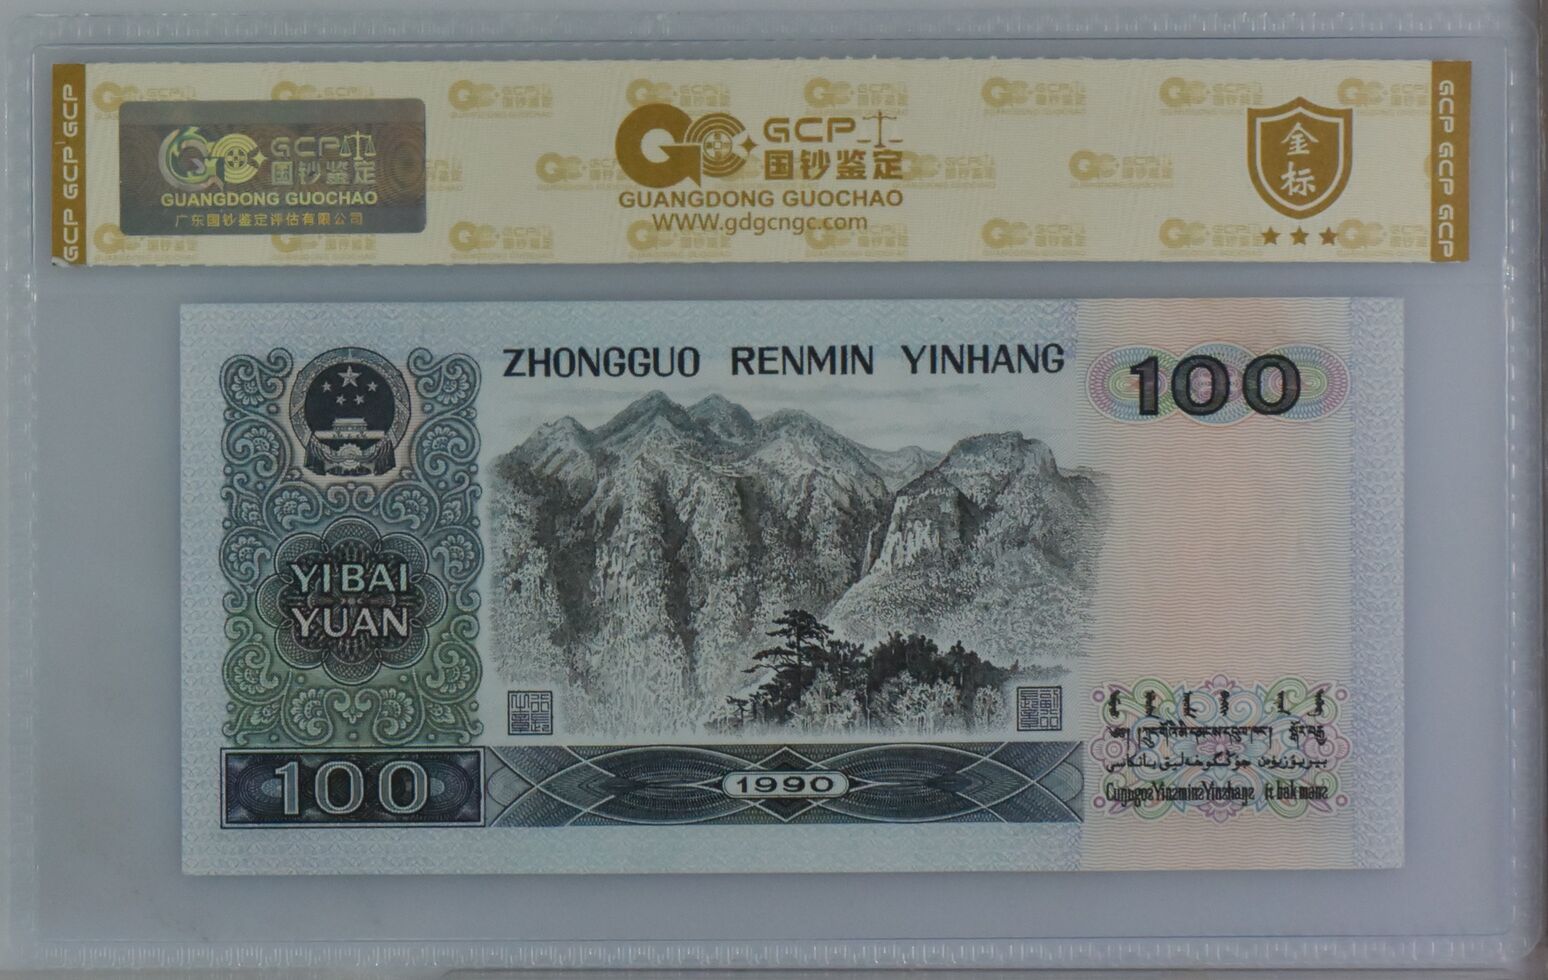 GCP GCP GCP
GCP
国钞鉴定
GUANGDONG GUOCHAO
广东国钞鉴定评估有限公司
GCP
国钞鉴定
GUANGDONG GUOCHAO
WWW.gdgcngc.com
金
标
GCP GCP GCP
ZHONGGUO RENMIN YINHANG
100
YI BAI
YUAN
100
1990